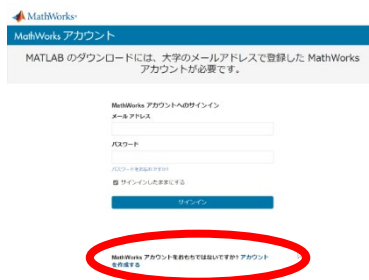 MathWorks®
MathWorks アカウント
MATLAB のダウンロードには、大学のメールアドレスで登録した MathWorks
アカウントが必要です。
MathWorks アカウントへのサインイン
メール アドレス
パスワード
パスワードをお忘れですか?
サインインしたままにする
サインイン
MathWorks アカウントをおもちではないですか? アカウント
を作成する